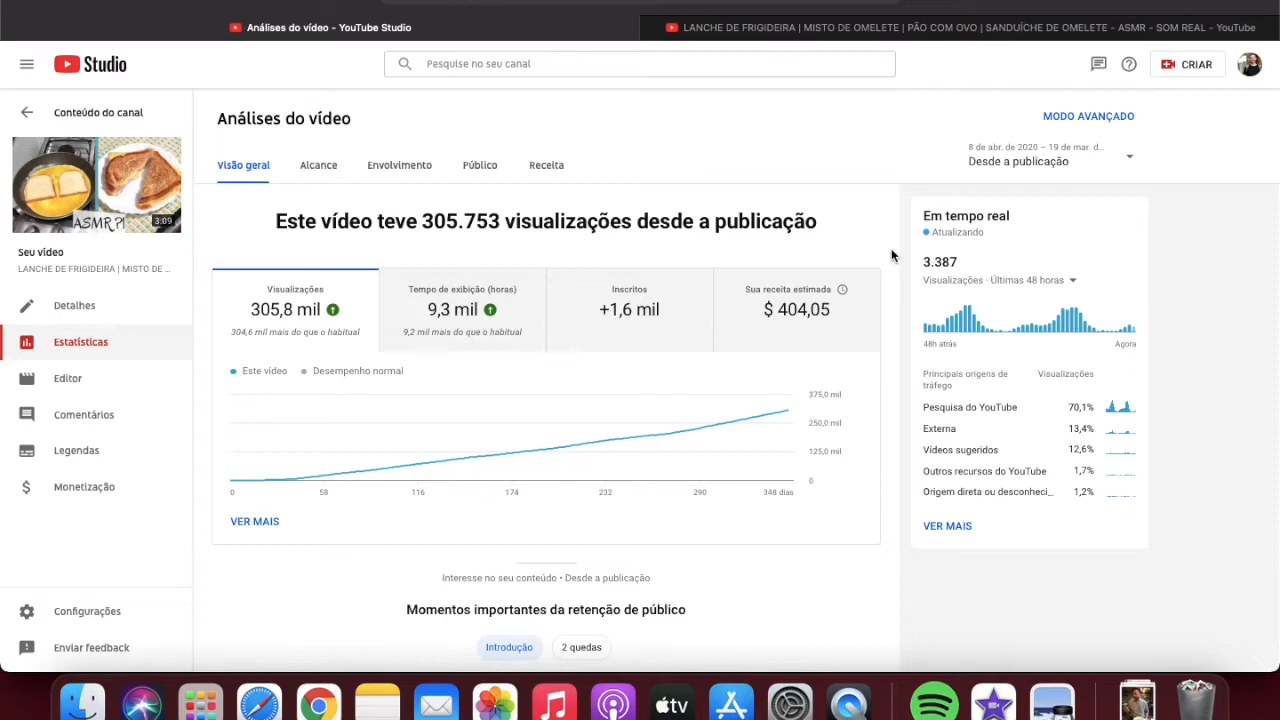 Análises do vídeo - YouTube Studio
LANCHE DE FRIGIDEIRA | MISTO DE OMELETE | PÃO COM OVO | SANDUÍCHE DE OMELETE - ASMR - SOM REAL - YouTube
Studio
Pesquise no seu canal
CRIAR
Conteúdo do canal
ASMR?!
3:09
Seu vídeo
LANCHE DE FRIGIDEIRA | MISTO DE ...
Detalhes
Estatísticas
Editor
Comentários
Legendas
Monetização
Configurações
Enviar feedback
Análises do vídeo
MODO AVANÇADO
Visão geral
Alcance
Envolvimento
Público
Receita
8 de abr. de 2020 – 19 de mar. d...
Desde a publicação
Este vídeo teve 305.753 visualizações desde a publicação
Visualizações
305,8 mil
304,6 mil mais do que o habitual
Tempo de exibição (horas)
9,3 mil
9,2 mil mais do que o habitual
Inscritos
+1,6 mil
Sua receita estimada
$ 404,05
Este vídeo
Desempenho normal
375,0 mil
250,0 mil
125,0 mil
0
0 58 116 174 232 290 348 dias
VER MAIS
Interesse no seu conteúdo • Desde a publicação
Momentos importantes da retenção de público
Introdução
2 quedas
Em tempo real
Atualizando
3.387
Visualizações · Últimas 48 horas
48h atrás
Agora
Principais origens de
tráfego
Visualizações
Pesquisa do YouTube 70,1%
Externa 13,4%
Vídeos sugeridos 12,6%
Outros recursos do YouTube 1,7%
Origem direta ou desconheci... 1,2%
VER MAIS
tv